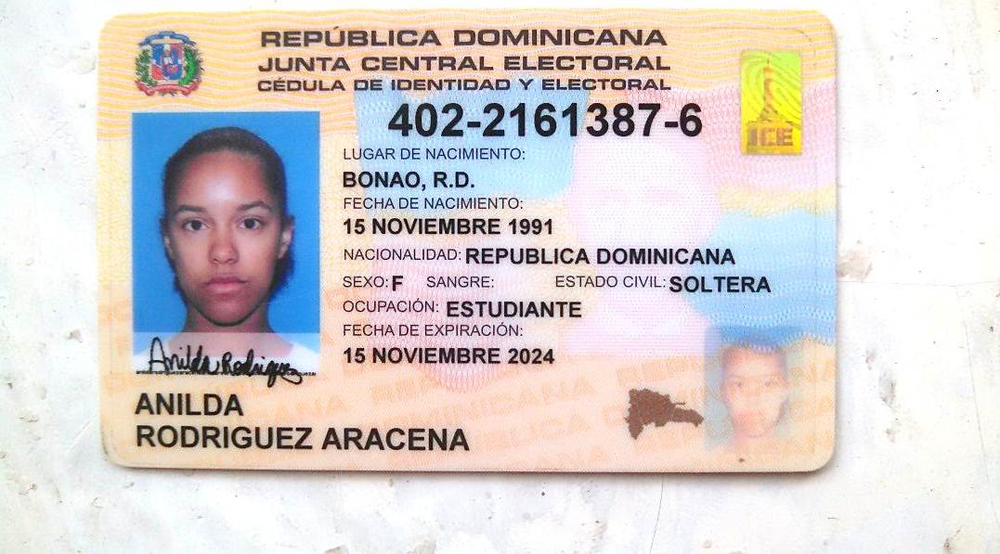 REPÚBLICA DOMINICANA
JUNTA CENTRAL ELECTORAL
CÉDULA DE IDENTIDAD Y ELECTORAL
402-2161387-6
LUGAR DE NACIMIENTO:
BONAO, R.D.
FECHA DE NACIMIENTO:
15 NOVIEMBRE 1991
NACIONALIDAD: REPUBLICA DOMINICANA
SEXO: F SANGRE: ESTADO CIVIL: SOLTERA
OCUPACIÓN: ESTUDIANTE
FECHA DE EXPIRACIÓN:
15 NOVIEMBRE 2024
Anilda Rodriguez
ANILDA
RODRIGUEZ ARACENA